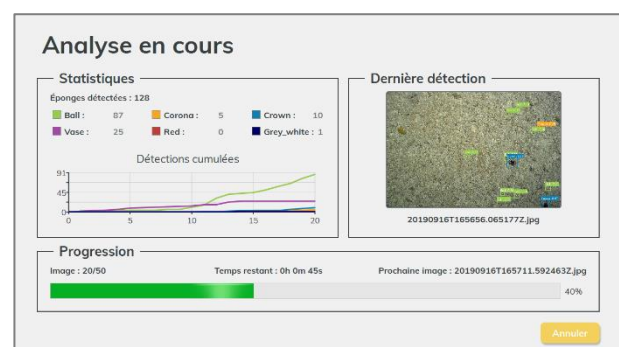 Analyse en cours
Statistiques
Éponges détectées : 128
Ball : 87 Corona : 5 Crown : 10
Vase : 25 Red : 0 Grey_white : 1
Détections cumulées
91
45
0
0 5 10 15 20
Dernière détection
20190916T165656.065177Z.jpg
Progression
Image : 20/50 Temps restant : 0h 0m 45s Prochaine image : 20190916T165711.592463Z.jpg
40%
Annuler